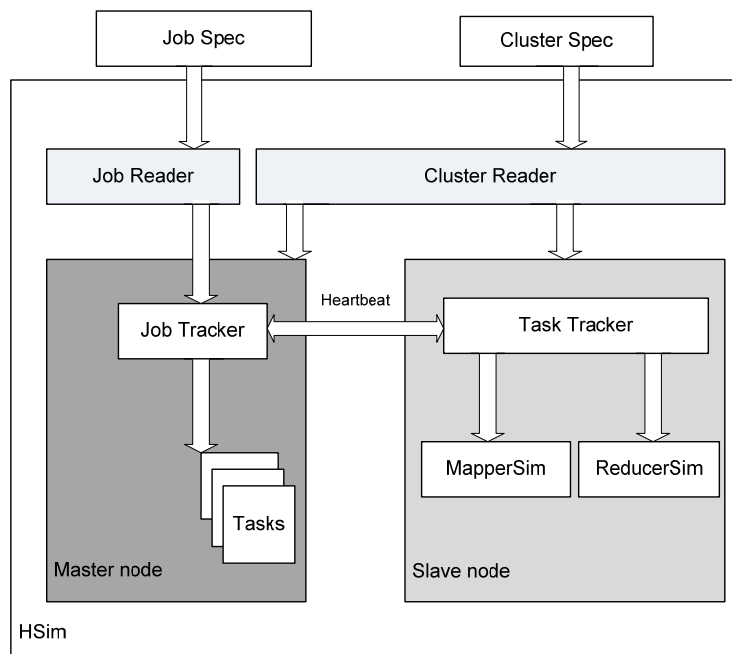 Job Spec
Cluster Spec
Job Reader
Cluster Reader
Heartbeat
Job Tracker
Task Tracker
MapperSim
ReducerSim
Tasks
Master node
Slave node
HSim